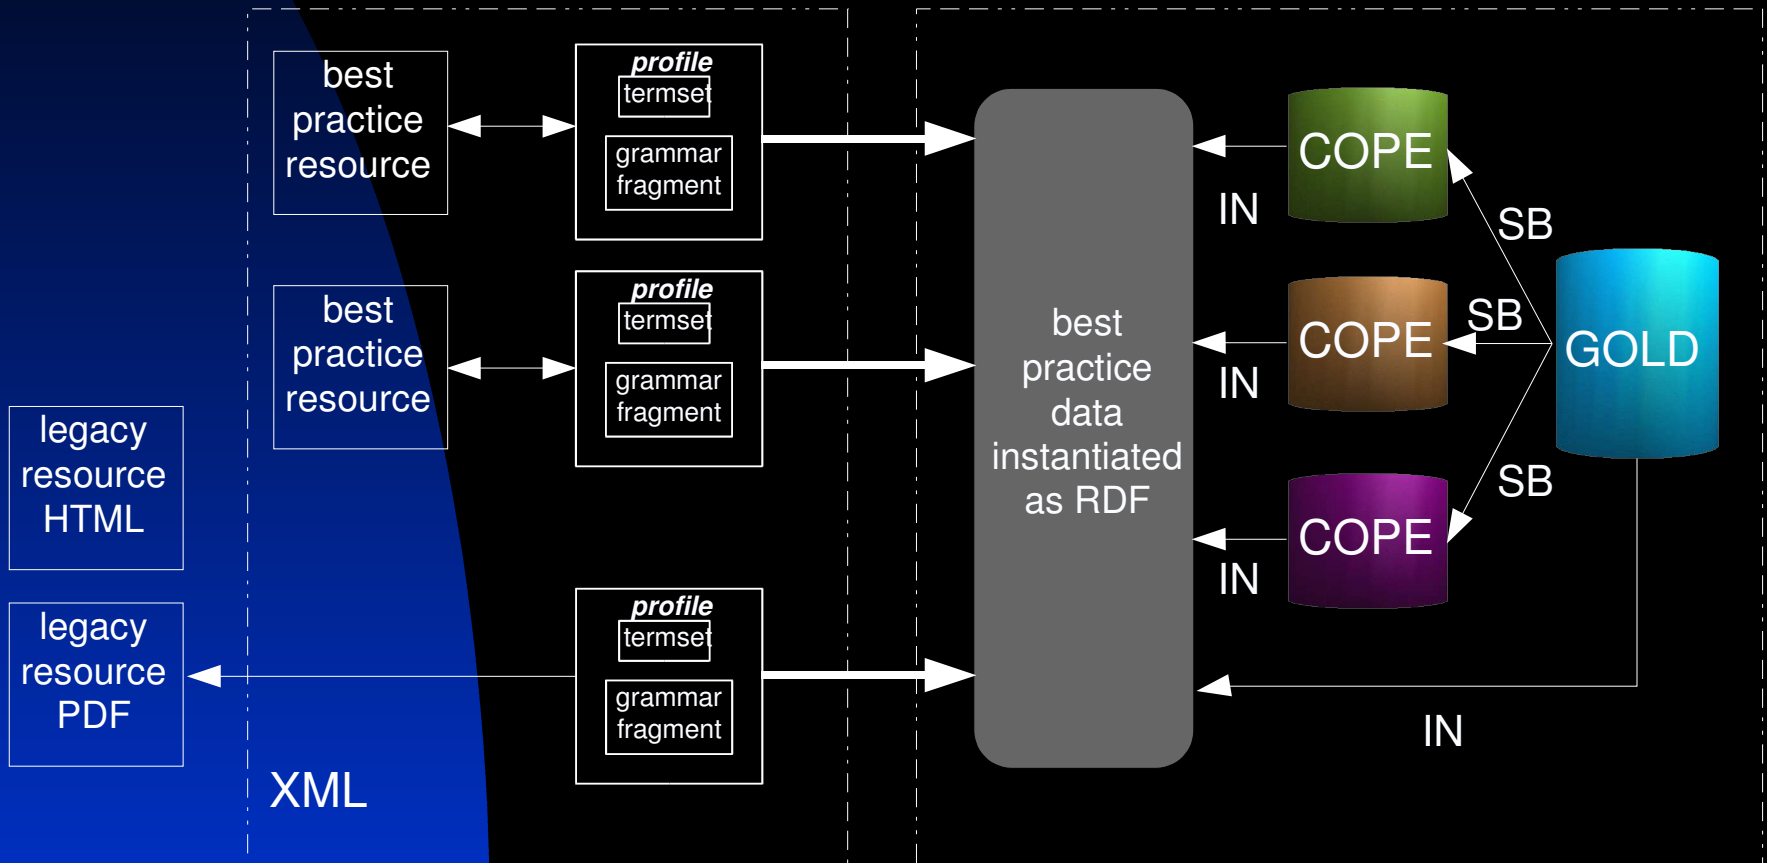 best
practice
resource
profile
termset
grammar
fragment
best
practice
resource
profile
termset
grammar
fragment
legacy
resource
HTML
legacy
resource
PDF
profile
termset
grammar
fragment
XML
best
practice
data
instantiated
as RDF
COPE
IN
SB
COPE
IN
SB
GOLD
COPE
IN
SB
IN